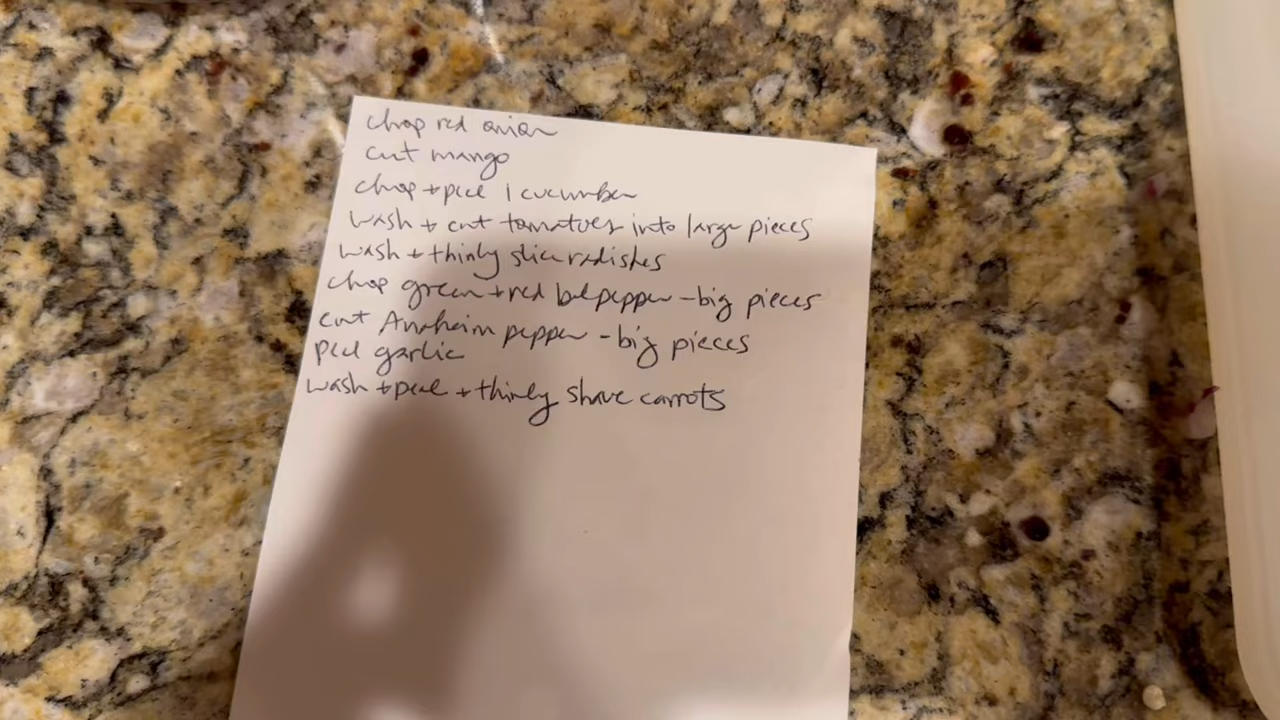 chop red onion
cut mango
chop + peel 1 cucumber
wash + cut tomatoes into large pieces
wash + thinly slice radishes
chop green + red bel pepper - big pieces
cut Anaheim pepper - big pieces
peel garlic
wash + peel + thinly shave carrots